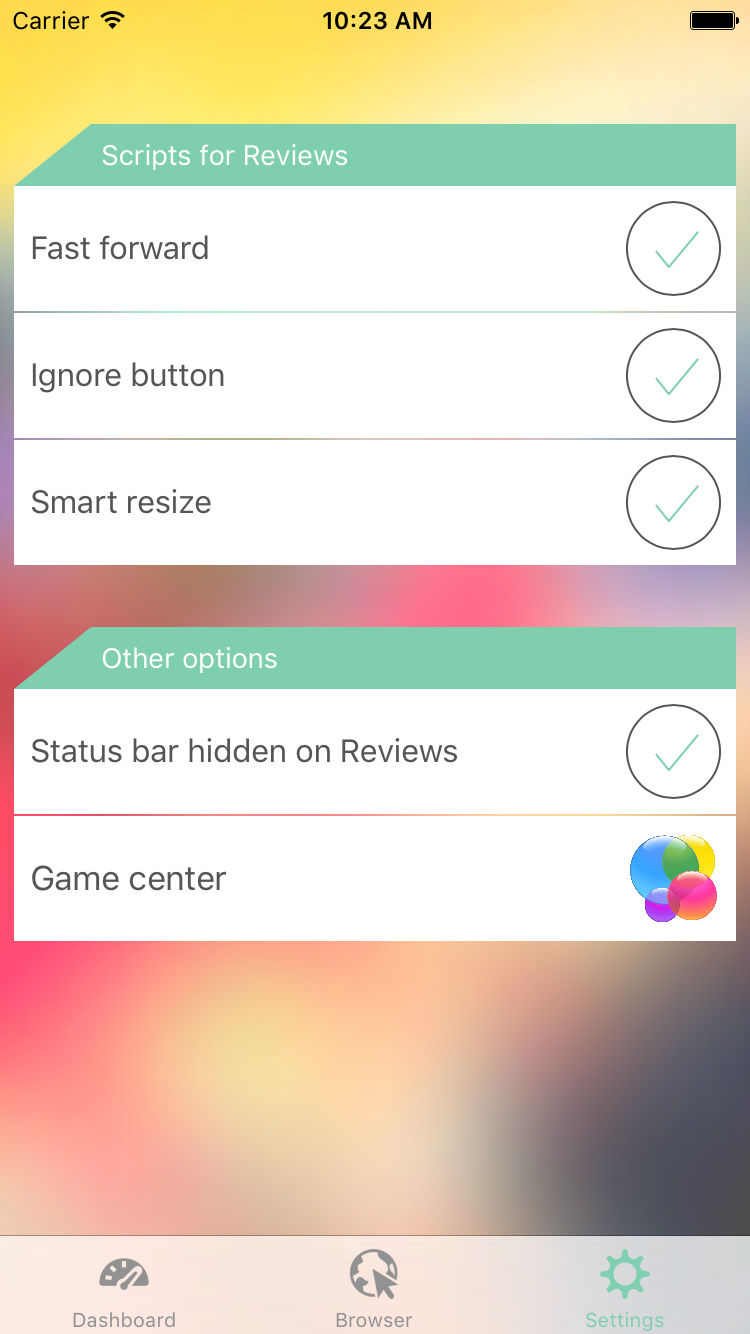 Carrier 10:23 AM
Scripts for Reviews
Fast forward
Ignore button
Smart resize
Other options
Status bar hidden on Reviews
Game center
Dashboard Browser Settings